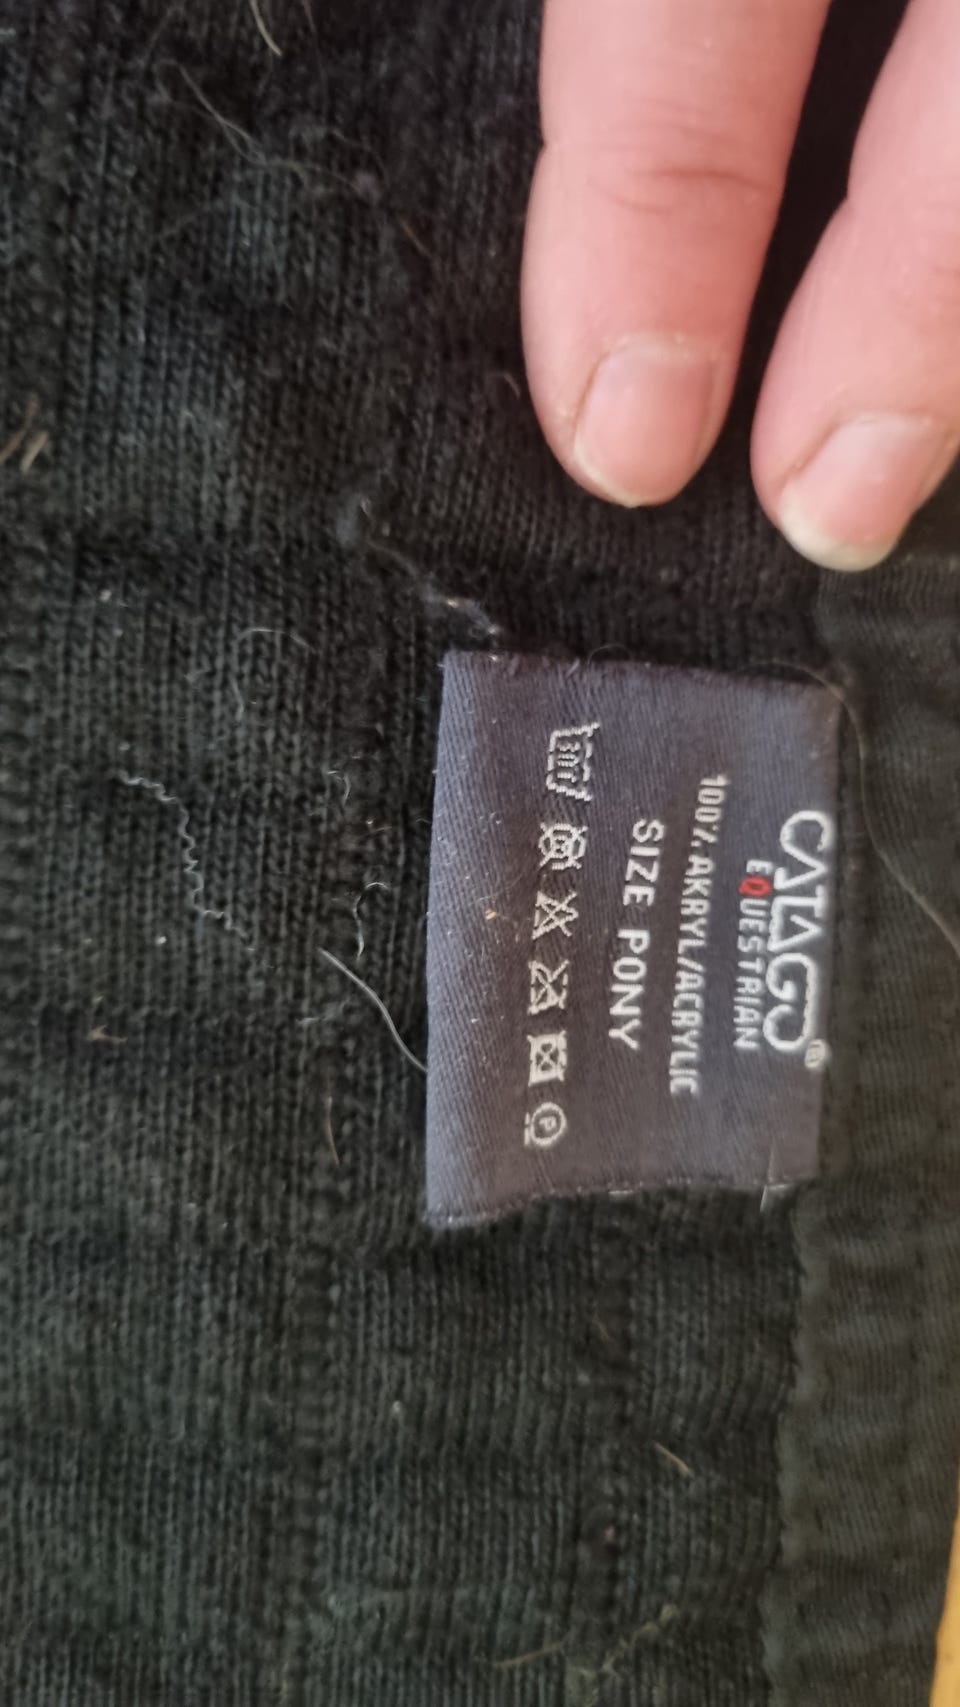 CATAGO®
EQUESTRIAN
100% AKRYL/ACRYLIC
SIZE PONY
P